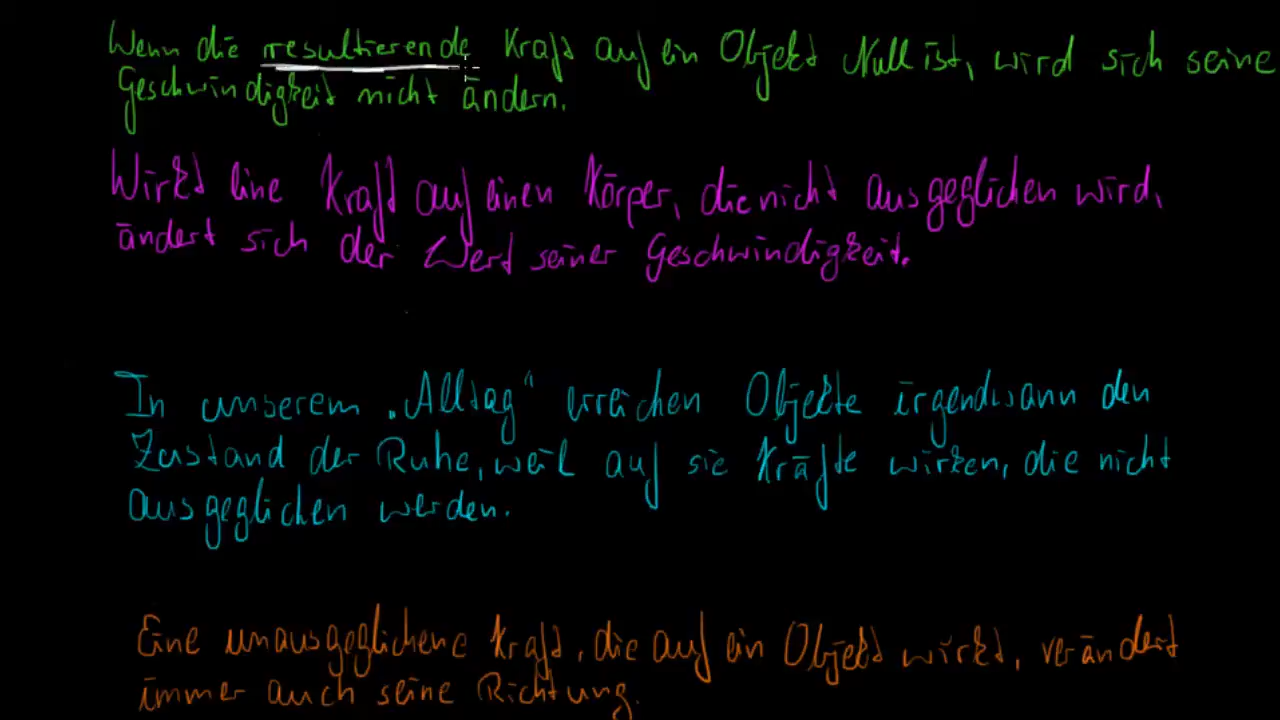 Wenn die resultierende Kraft auf ein Objekt Null ist, wird sich seine
Geschwindigkeit nicht ändern.
Wirkt eine Kraft auf einen Körper, die nicht ausgeglichen wird,
ändert sich der Wert seiner Geschwindigkeit.
In unserem „Alltag“ erreichen Objekte irgendwann den
Zustand der Ruhe, weil auf sie Kräfte wirken, die nicht
ausgeglichen werden.
Eine unausgeglichene Kraft, die auf ein Objekt wirkt, verändert
immer auch seine Richtung.